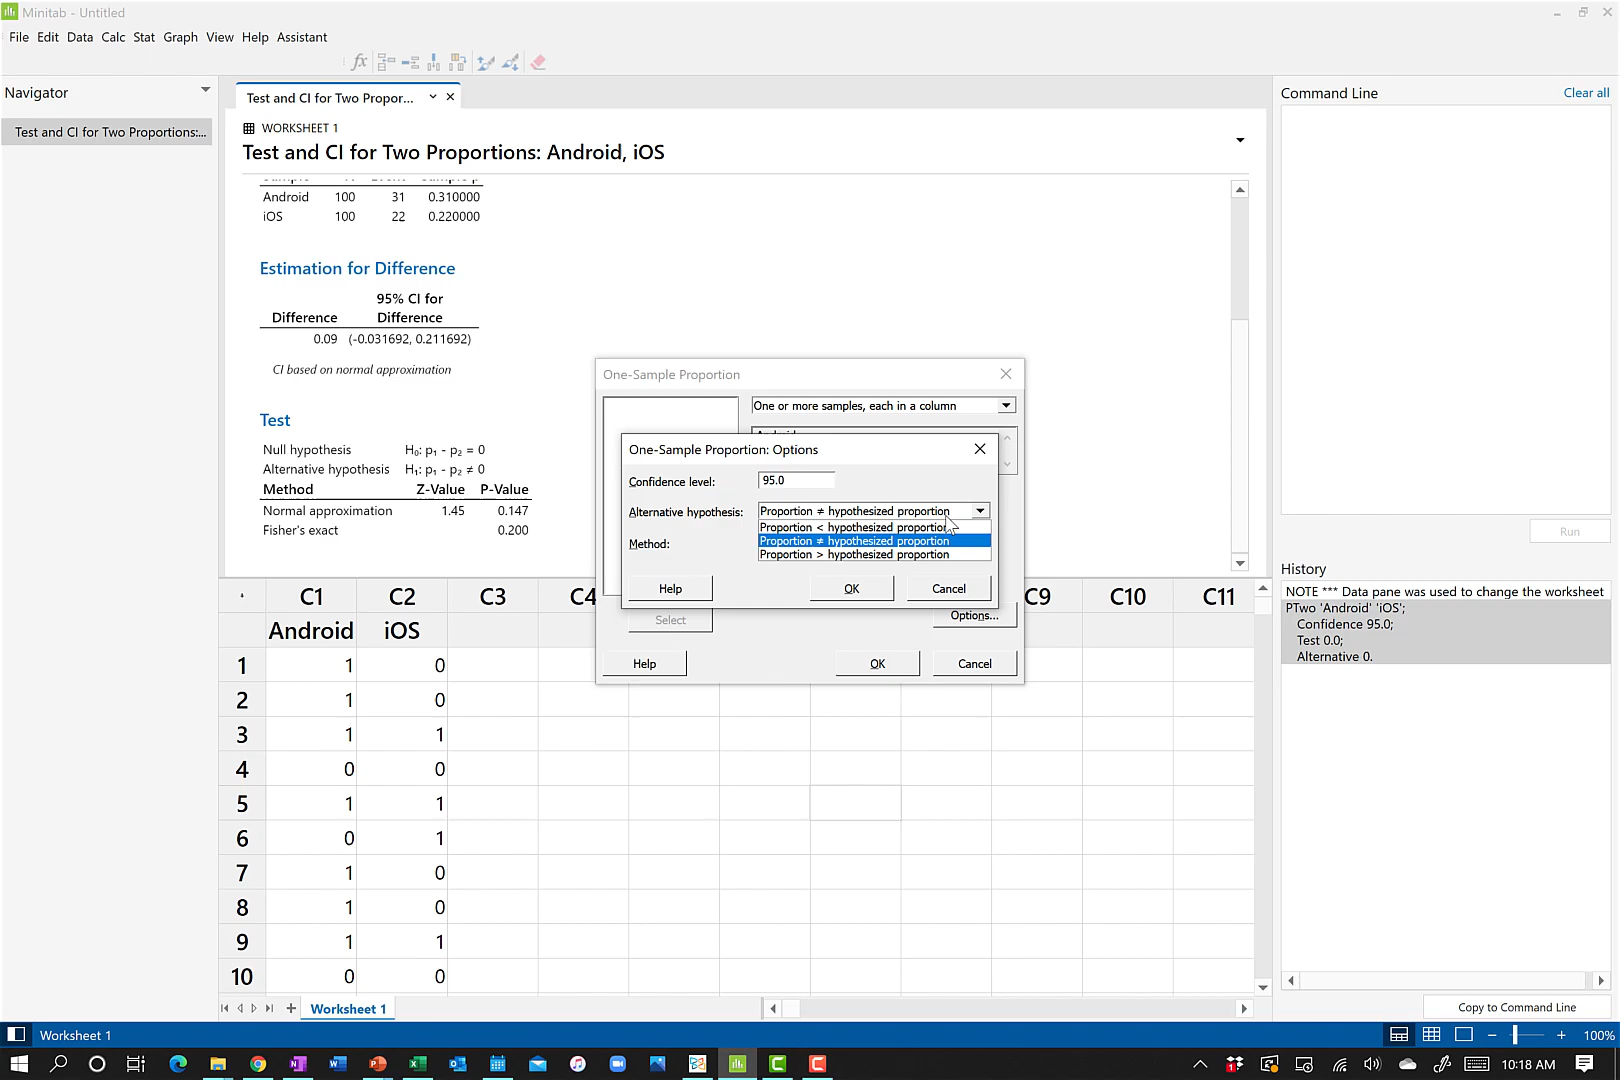 Minitab - Untitled
File Edit Data Calc Stat Graph View Help Assistant
fx
Navigator
Test and CI for Two Proportions:...
Test and CI for Two Propor...
WORKSHEET 1
Test and CI for Two Proportions: Android, iOS
Android 100 31 0.310000
iOS 100 22 0.220000
Estimation for Difference
95% CI for
Difference Difference
0.09 (-0.031692, 0.211692)
CI based on normal approximation
Test
Null hypothesis H₀: p₁ - p₂ = 0
Alternative hypothesis H₁: p₁ - p₂ ≠ 0
Method Z-Value P-Value
Normal approximation 1.45 0.147
Fisher's exact 0.200
One-Sample Proportion
One or more samples, each in a column
One-Sample Proportion: Options
Confidence level: 95.0
Alternative hypothesis: Proportion ≠ hypothesized proportion
Proportion < hypothesized proportion
Proportion ≠ hypothesized proportion
Proportion > hypothesized proportion
Method:
Help OK Cancel
Select Options...
Help OK Cancel
C1 C2 C3 C4 C9 C10 C11
Android iOS
1 1 0
2 1 0
3 1 1
4 0 0
5 1 1
6 0 1
7 1 0
8 1 0
9 1 1
10 0 0
Worksheet 1
Command Line Clear all
Run
History
NOTE *** Data pane was used to change the worksheet
PTwo 'Android' 'iOS';
Confidence 95.0;
Test 0.0;
Alternative 0.
Copy to Command Line
Worksheet 1
100%
10:18 AM